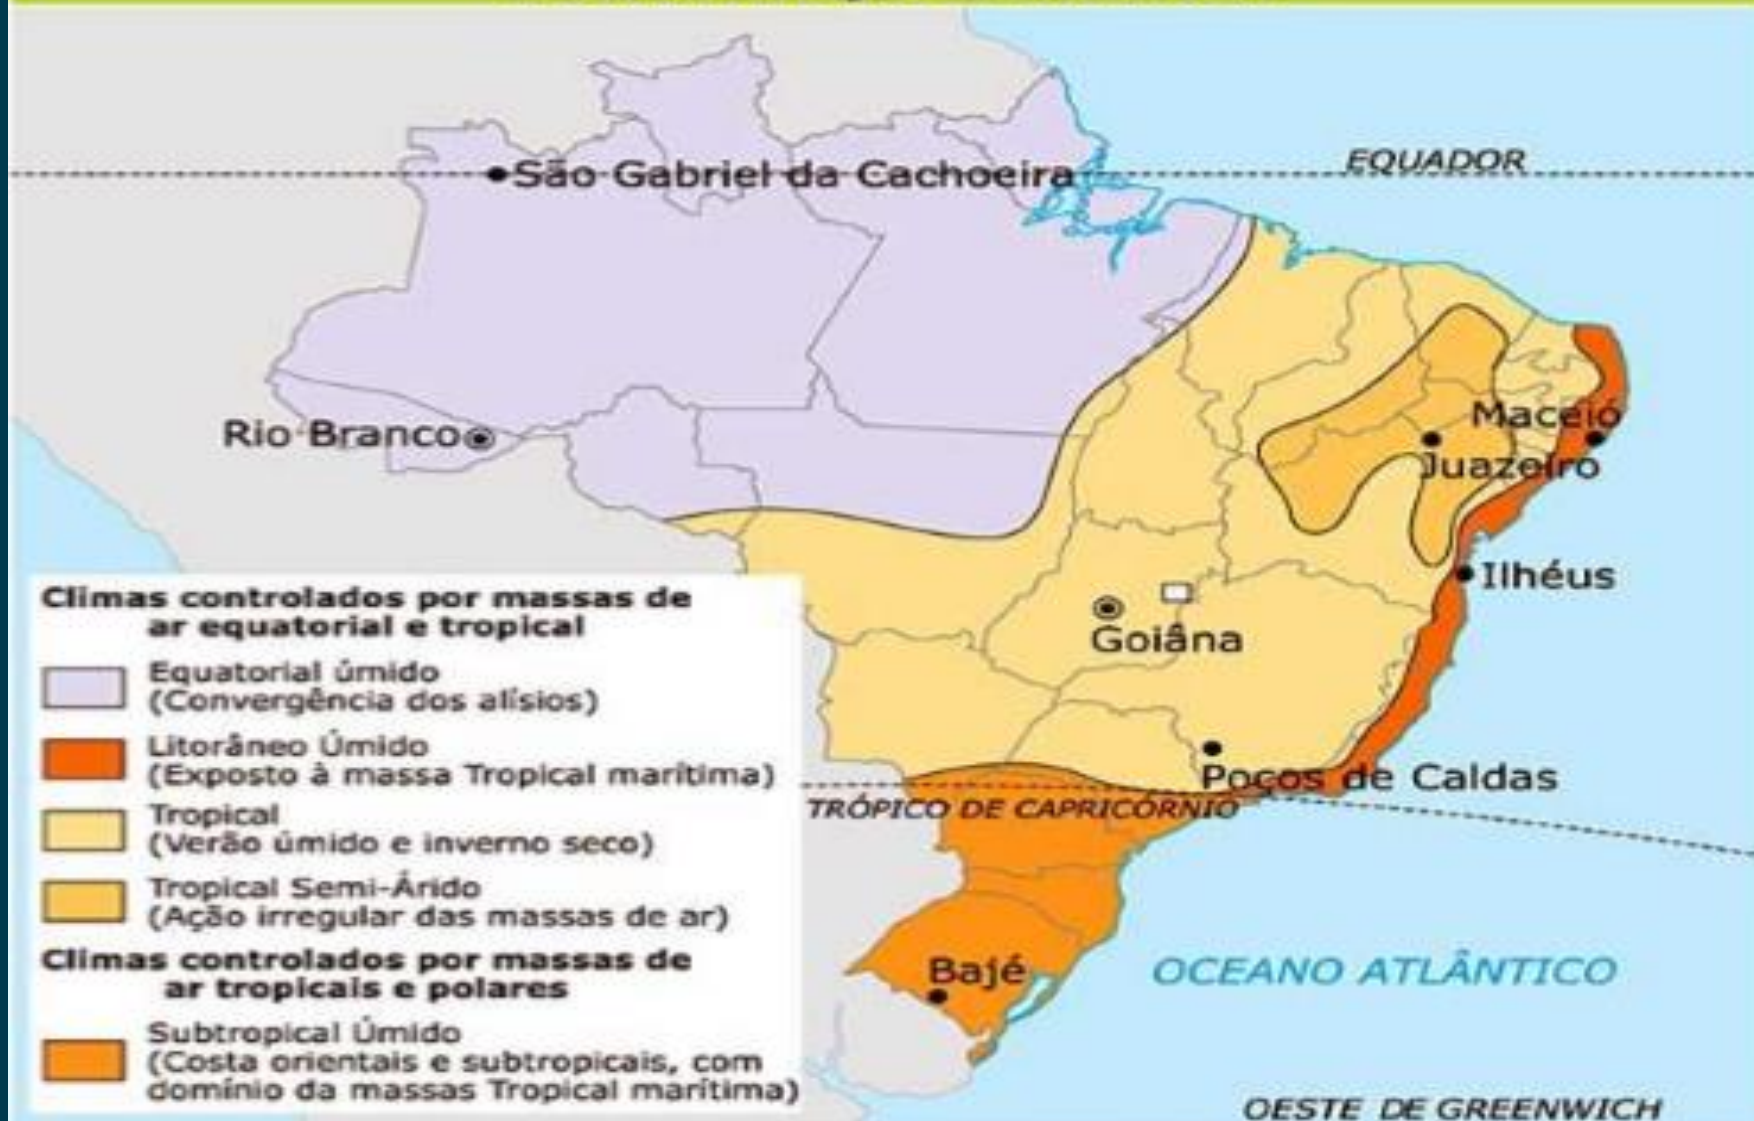 EQUADOR
São Gabriel da Cachoeira
Rio Branco
Maceió
Juazeiro
Ilhéus
Goiâna
Poços de Caldas
TRÓPICO DE CAPRICÓRNIO
Bajé
OCEANO ATLÂNTICO
OESTE DE GREENWICH
Climas controlados por massas de
ar equatorial e tropical
Equatorial úmido
(Convergência dos alísios)
Litorâneo Úmido
(Exposto à massa Tropical marítima)
Tropical
(Verão úmido e inverno seco)
Tropical Semi-Árido
(Ação irregular das massas de ar)
Climas controlados por massas de
ar tropicais e polares
Subtropical Úmido
(Costa orientais e subtropicais, com
domínio da massas Tropical marítima)